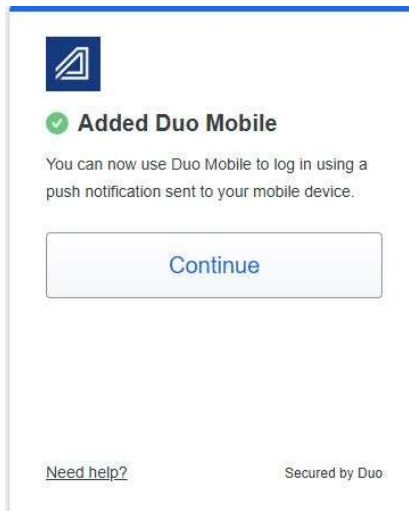 Added Duo Mobile
You can now use Duo Mobile to log in using a
push notification sent to your mobile device.
Continue
Need help?
Secured by Duo